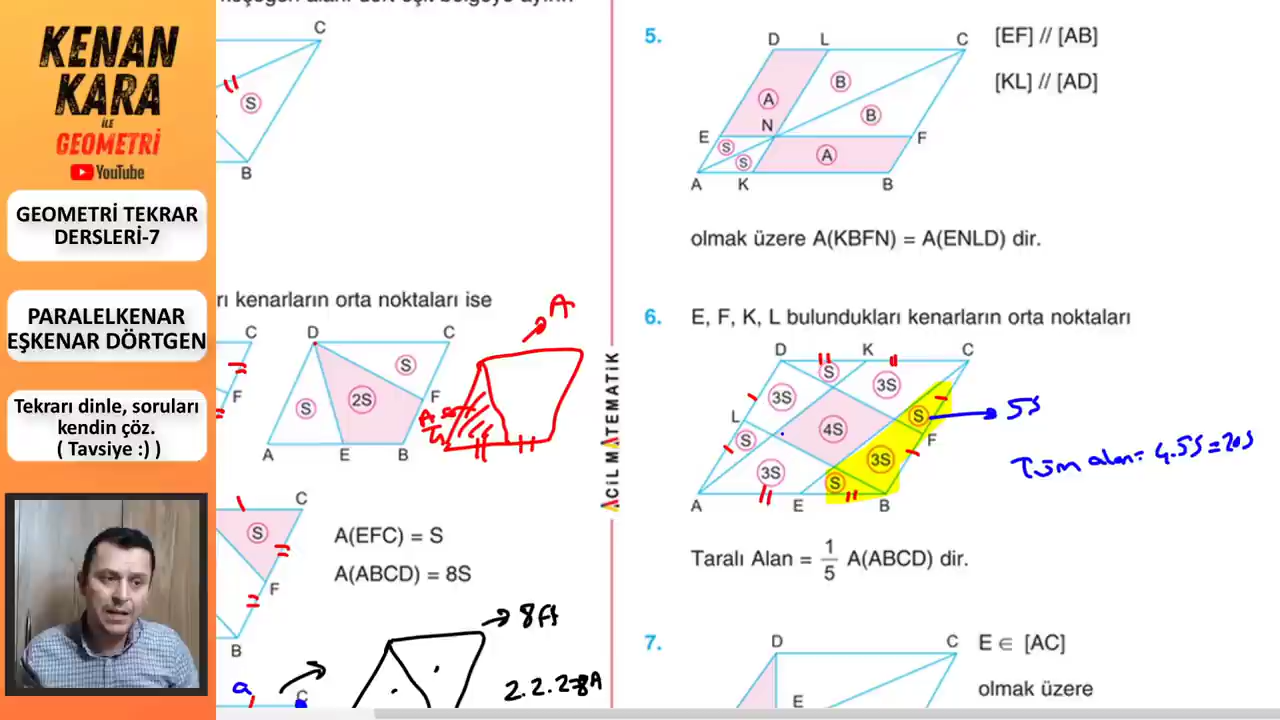 KENAN
KARA
İLE
GEOMETRİ
YouTube
GEOMETRİ TEKRAR
DERSLERİ-7
PARALELKENAR
EŞKENAR DÖRTGEN
Tekrarı dinle, soruları
kendin çöz.
( Tavsiye :) )
C
S
B
rı kenarların orta noktaları ise
C
F
D
C
S
S
2S
F
A
E
B
A
C
S
F
B
A(EFC) = S
A(ABCD) = 8S
8A
2.2.2=8A
a
C
AÇILMATEMATİK
5.
D
L
C
[EF] // [AB]
[KL] // [AD]
B
A
B
E
N
F
S
S
A
A
K
B
olmak üzere A(KBFN) = A(ENLD) dir.
6.
E, F, K, L bulundukları kenarların orta noktaları
D
K
C
S
3S
3S
L
S
4S
S
F
3S
3S
S
A
E
B
5S
Tüm alan= 4.5S=20S
Taralı Alan = 1/5 A(ABCD) dir.
7.
D
C
E ∈ [AC]
olmak üzere
E